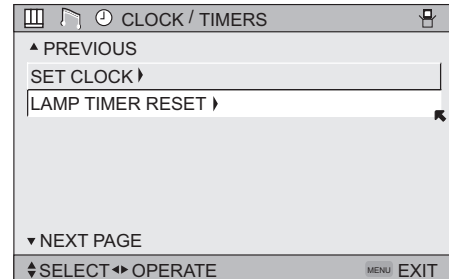 CLOCK / TIMERS
PREVIOUS
SET CLOCK
LAMP TIMER RESET
NEXT PAGE
SELECT OPERATE MENU EXIT